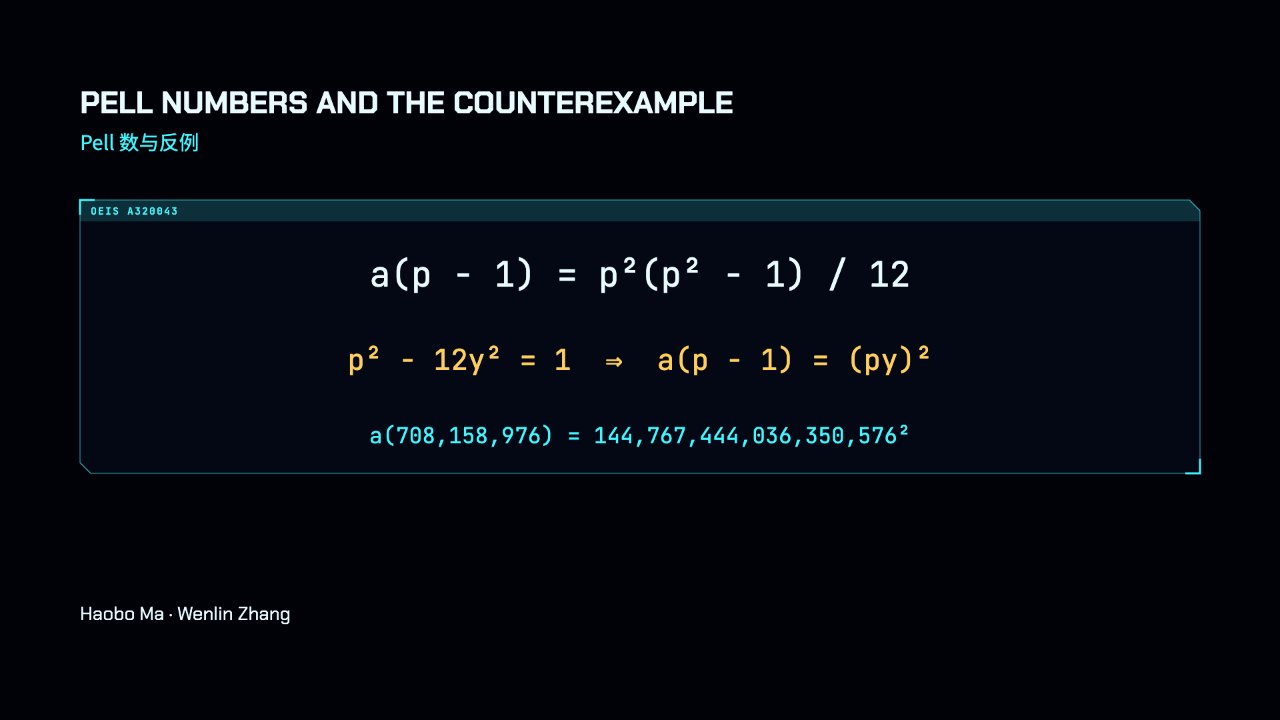 PELL NUMBERS AND THE COUNTEREXAMPLE
Pell 数与反例
OEIS A320043
a(p - 1) = p²(p² - 1) / 12
p² - 12y² = 1 ⇒ a(p - 1) = (py)²
a(708,158,976) = 144,767,444,036,350,576²
Haobo Ma · Wenlin Zhang